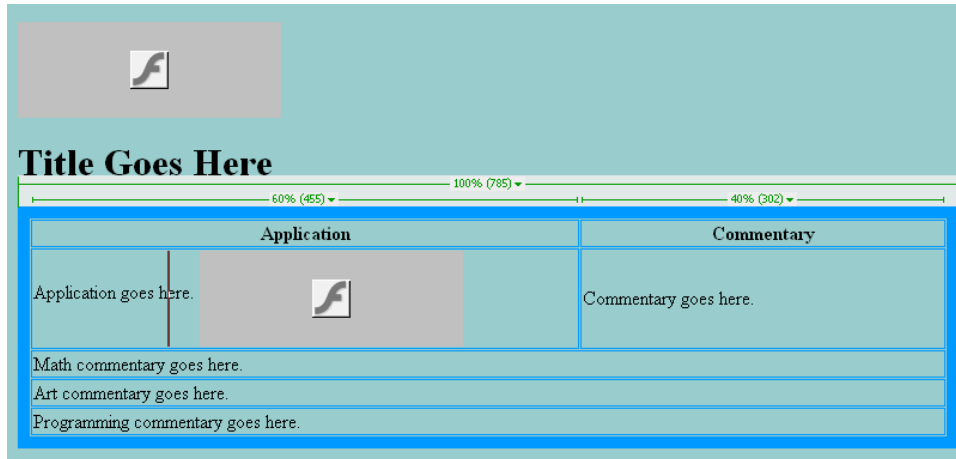 Title Goes Here
100% (785)
60% (455)
40% (302)
Application
Commentary
Application goes here.
Commentary goes here.
Math commentary goes here.
Art commentary goes here.
Programming commentary goes here.